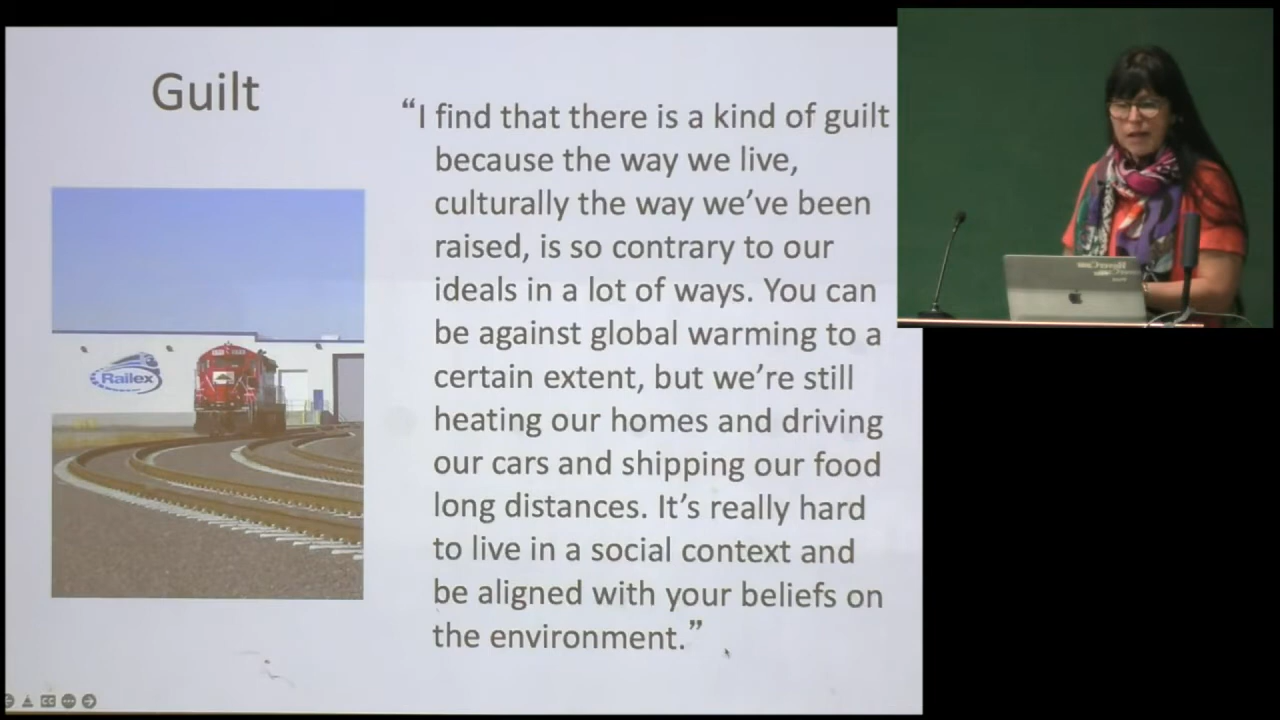 Guilt
“I find that there is a kind of guilt
because the way we live,
culturally the way we’ve been
raised, is so contrary to our
ideals in a lot of ways. You can
be against global warming to a
certain extent, but we’re still
heating our homes and driving
our cars and shipping our food
long distances. It’s really hard
to live in a social context and
be aligned with your beliefs on
the environment.”
Railex